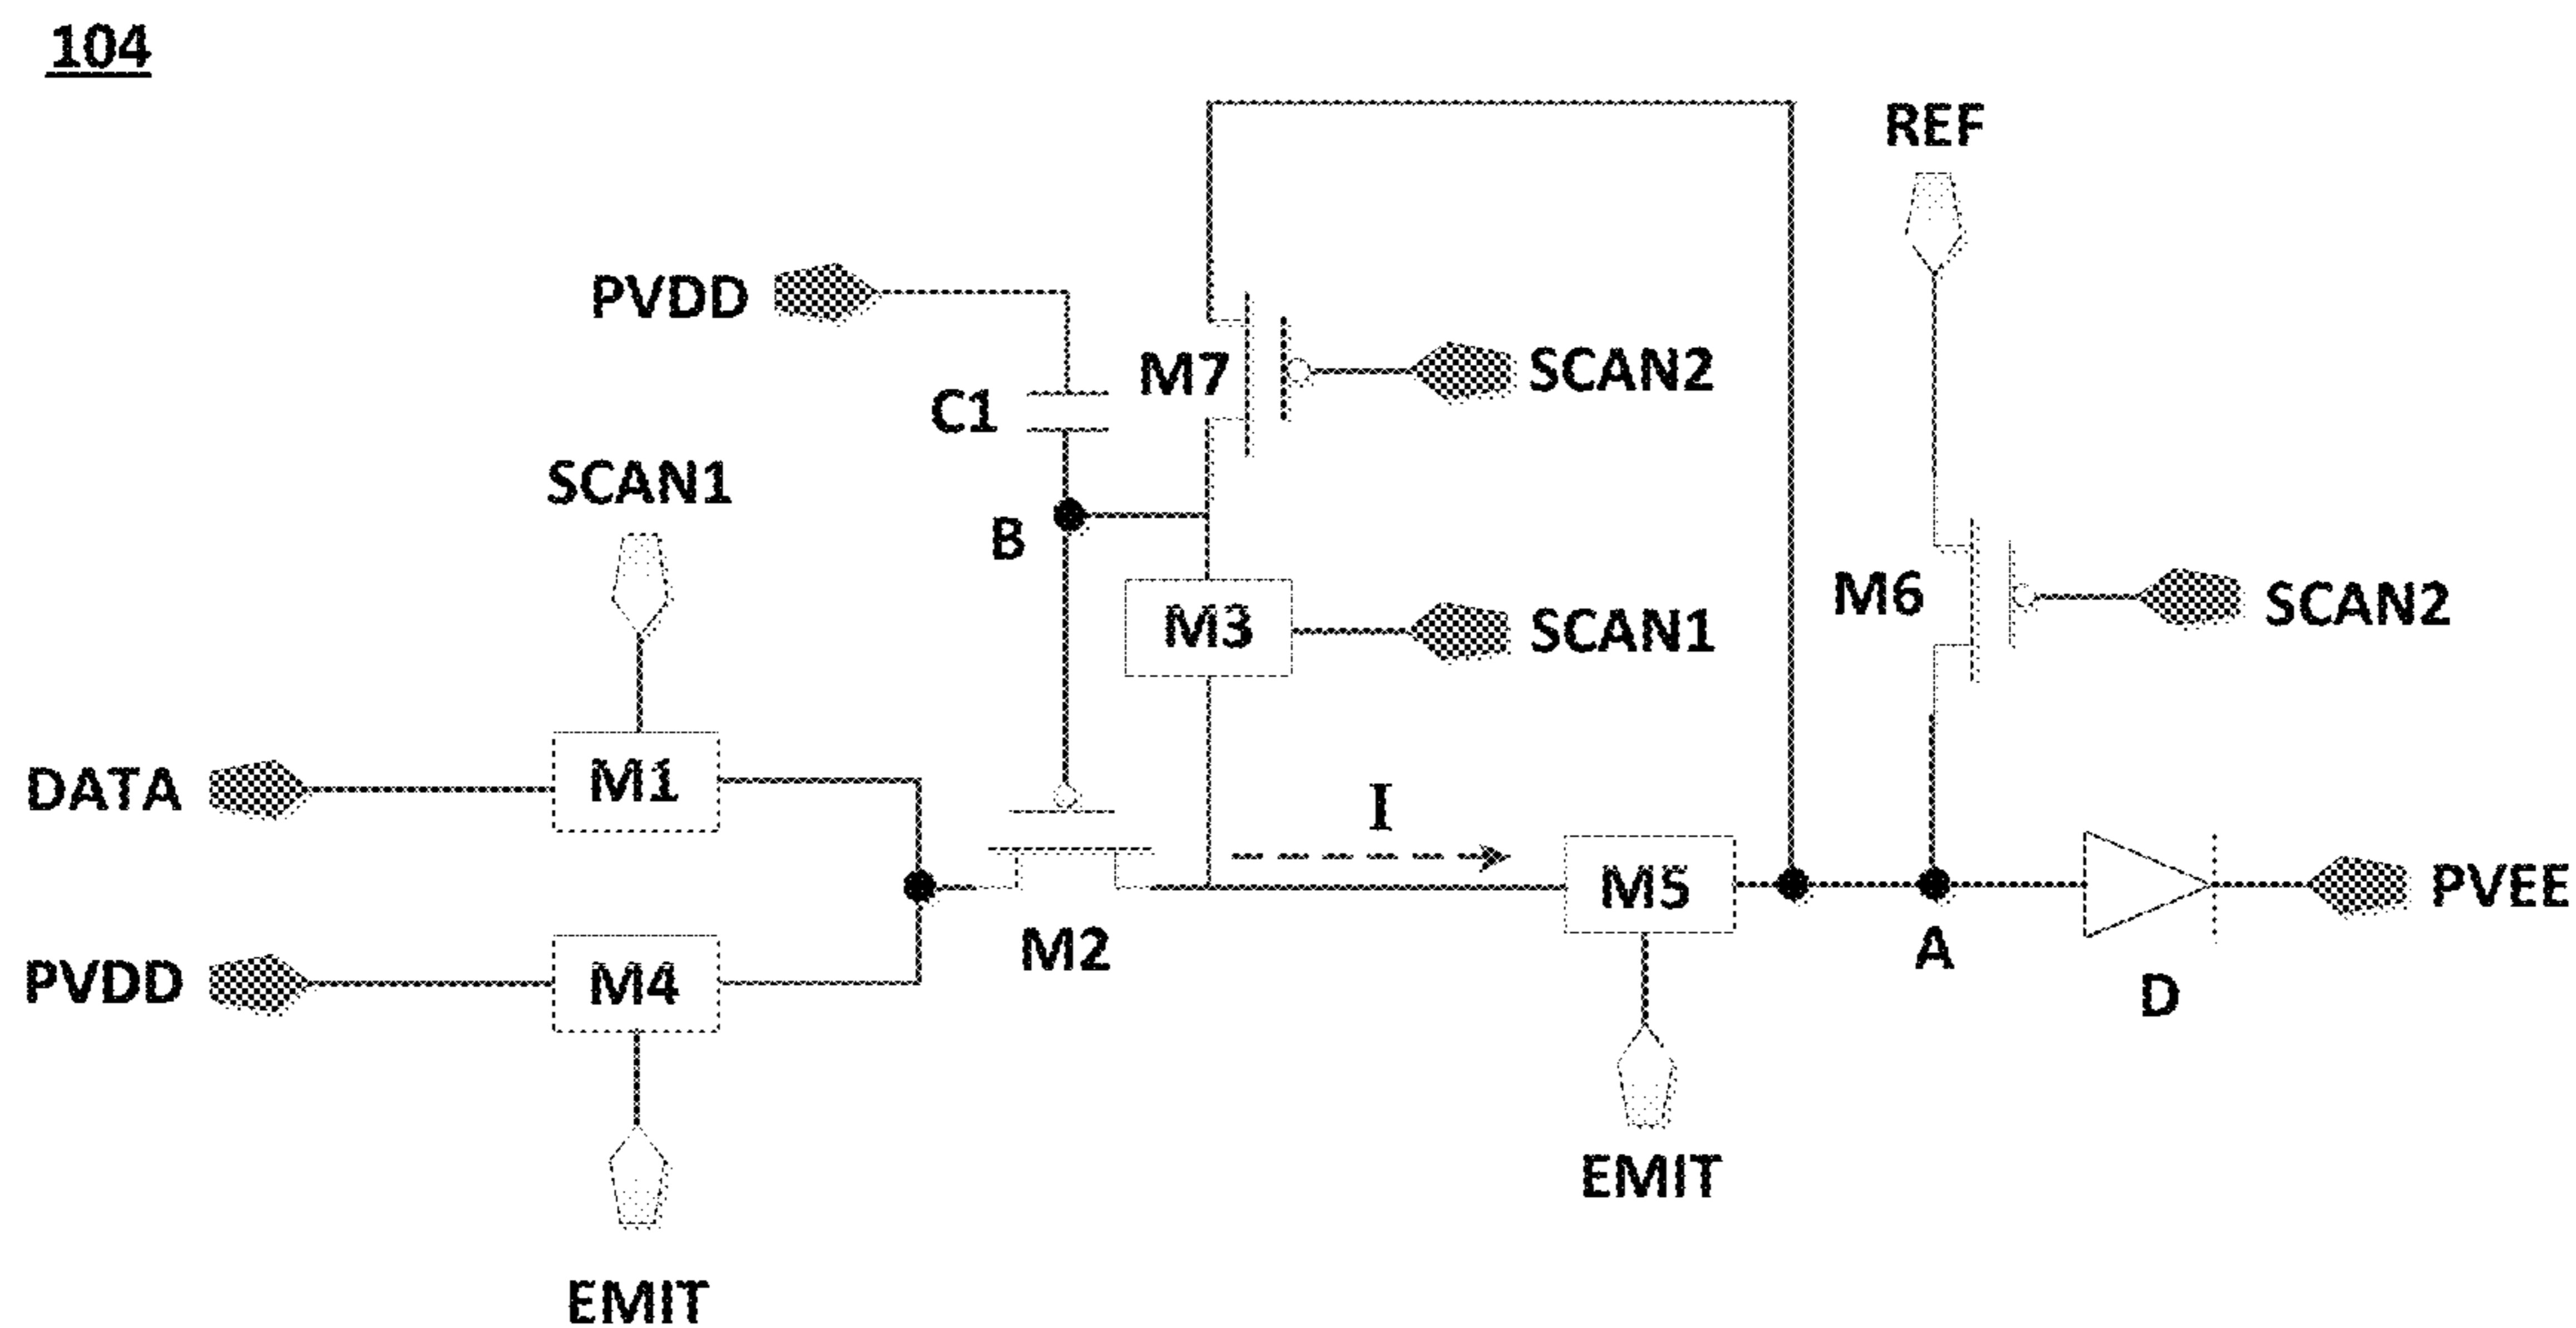 104
REF
PVDD
M7
SCAN2
C1
SCAN1
B
M3
SCAN1
M6
SCAN2
DATA
M1
I
M5
PVEE
PVDD
M4
M2
A
D
EMIT
EMIT